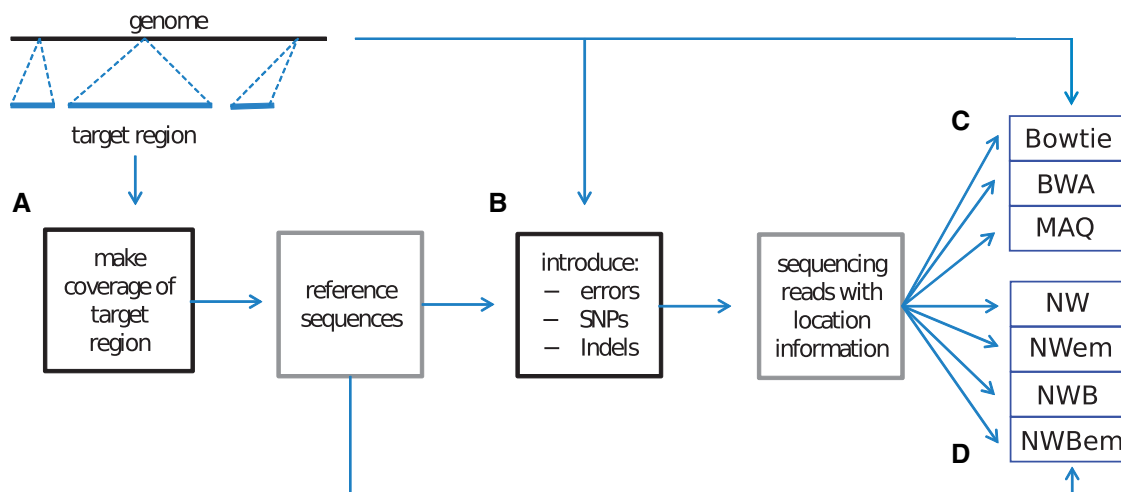 genome
target region
A
make
coverage of
target
region
reference
sequences
B
introduce:
– errors
– SNPs
– Indels
sequencing
reads with
location
information
C
Bowtie
BWA
MAQ
NW
NWem
NWB
NWBem
D